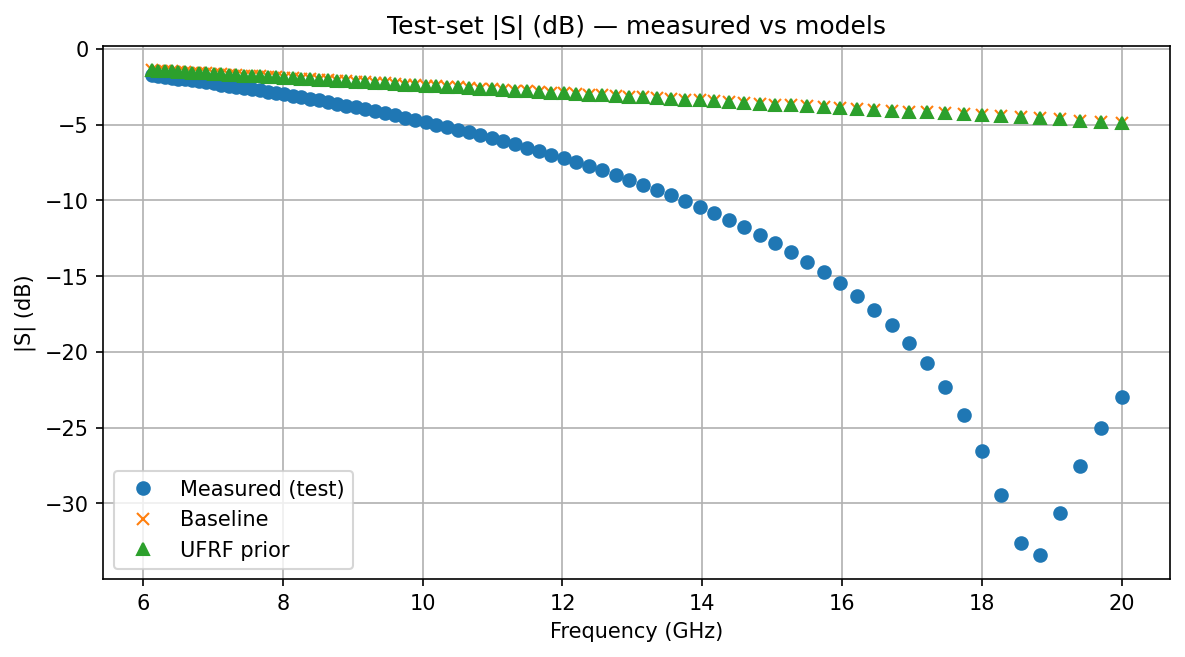 Test-set |S| (dB) — measured vs models
0
−5
−10
−15
−20
−25
−30
|S| (dB)
Measured (test)
Baseline
UFRF prior
6 8 10 12 14 16 18 20
Frequency (GHz)